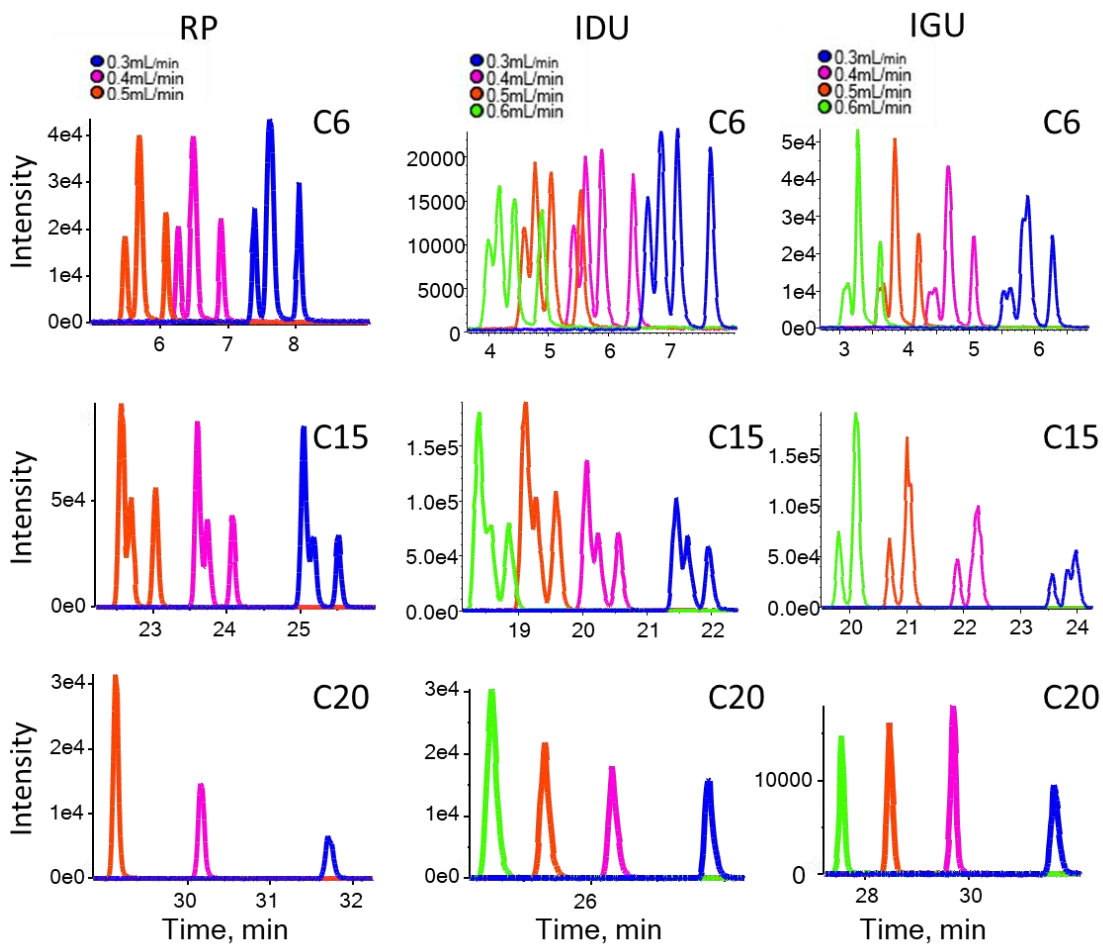 RP
IDU
IGU
0.3mL/min
0.4mL/min
0.5mL/min
0.3mL/min
0.4mL/min
0.5mL/min
0.6mL/min
0.3mL/min
0.4mL/min
0.5mL/min
0.6mL/min
Intensity
4e4
3e4
2e4
1e4
0e0
C6
6
7
8
20000
15000
10000
5000
0
C6
4
5
6
7
5e4
4e4
3e4
2e4
1e4
0e0
C6
3
4
5
6
Intensity
5e4
0e0
C15
23
24
25
1.5e5
1.0e5
5.0e4
0.0e0
C15
19
20
21
22
1.5e5
1.0e5
5.0e4
0.0e0
C15
20
21
22
23
24
Intensity
3e4
2e4
1e4
0e0
C20
30
31
32
Time, min
3e4
2e4
1e4
0e0
C20
26
Time, min
10000
0
C20
28
30
Time, min